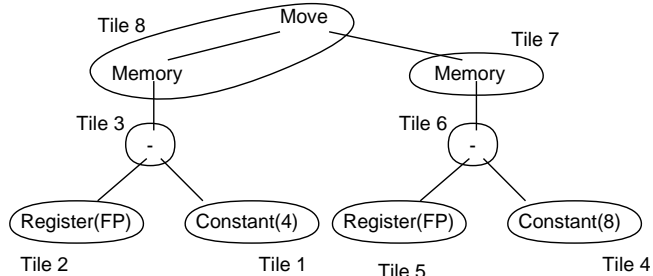 Tile 8
Move
Tile 7
Memory
Memory
Tile 3
Tile 6
-
-
Register(FP)
Constant(4)
Register(FP)
Constant(8)
Tile 2
Tile 1
Tile 5
Tile 4